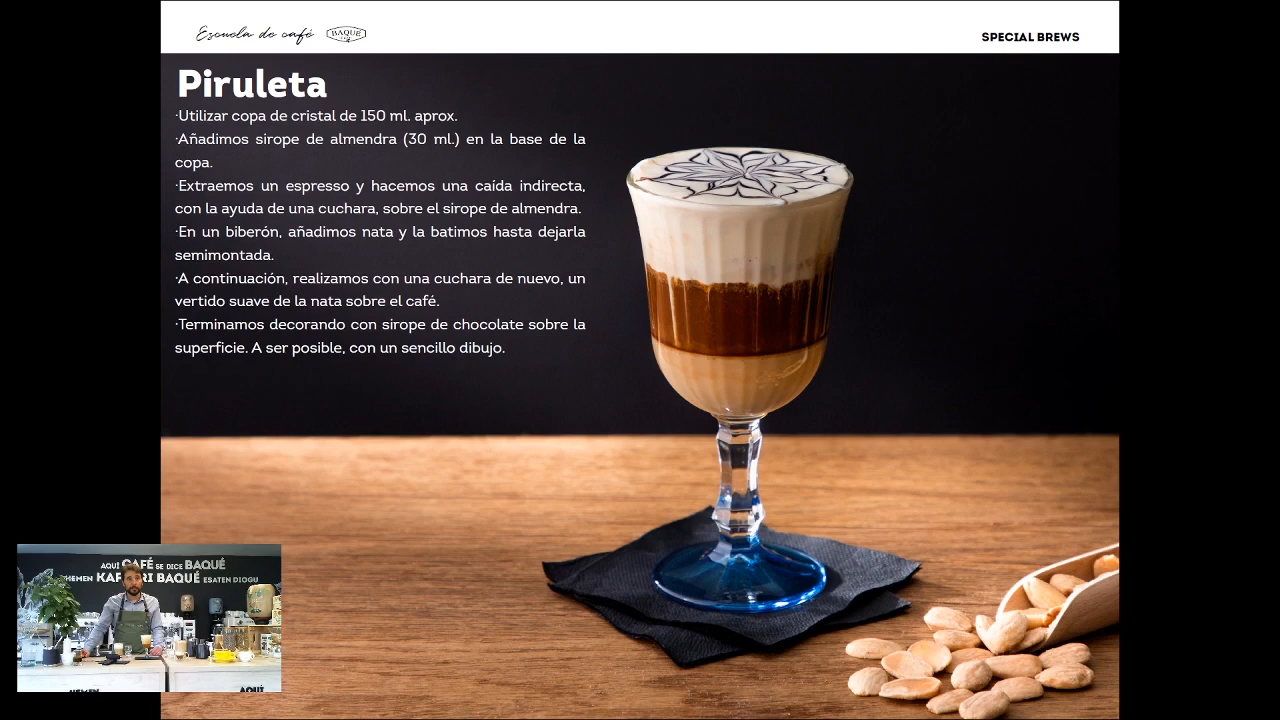 Escuela de café BAQUÉ
SPECIAL BREWS
Piruleta
·Utilizar copa de cristal de 150 ml. aprox.
·Añadimos sirope de almendra (30 ml.) en la base de la
copa.
·Extraemos un espresso y hacemos una caída indirecta,
con la ayuda de una cuchara, sobre el sirope de almendra.
·En un biberón, añadimos nata y la batimos hasta dejarla
semimontada.
·A continuación, realizamos con una cuchara de nuevo, un
vertido suave de la nata sobre el café.
·Terminamos decorando con sirope de chocolate sobre la
superficie. A ser posible, con un sencillo dibujo.
AQUÍ CAFÉ SE DICE BAQUÉ
HEMEN BAQUÉ ESATEN DIOGU
HEMEN AQUÍ